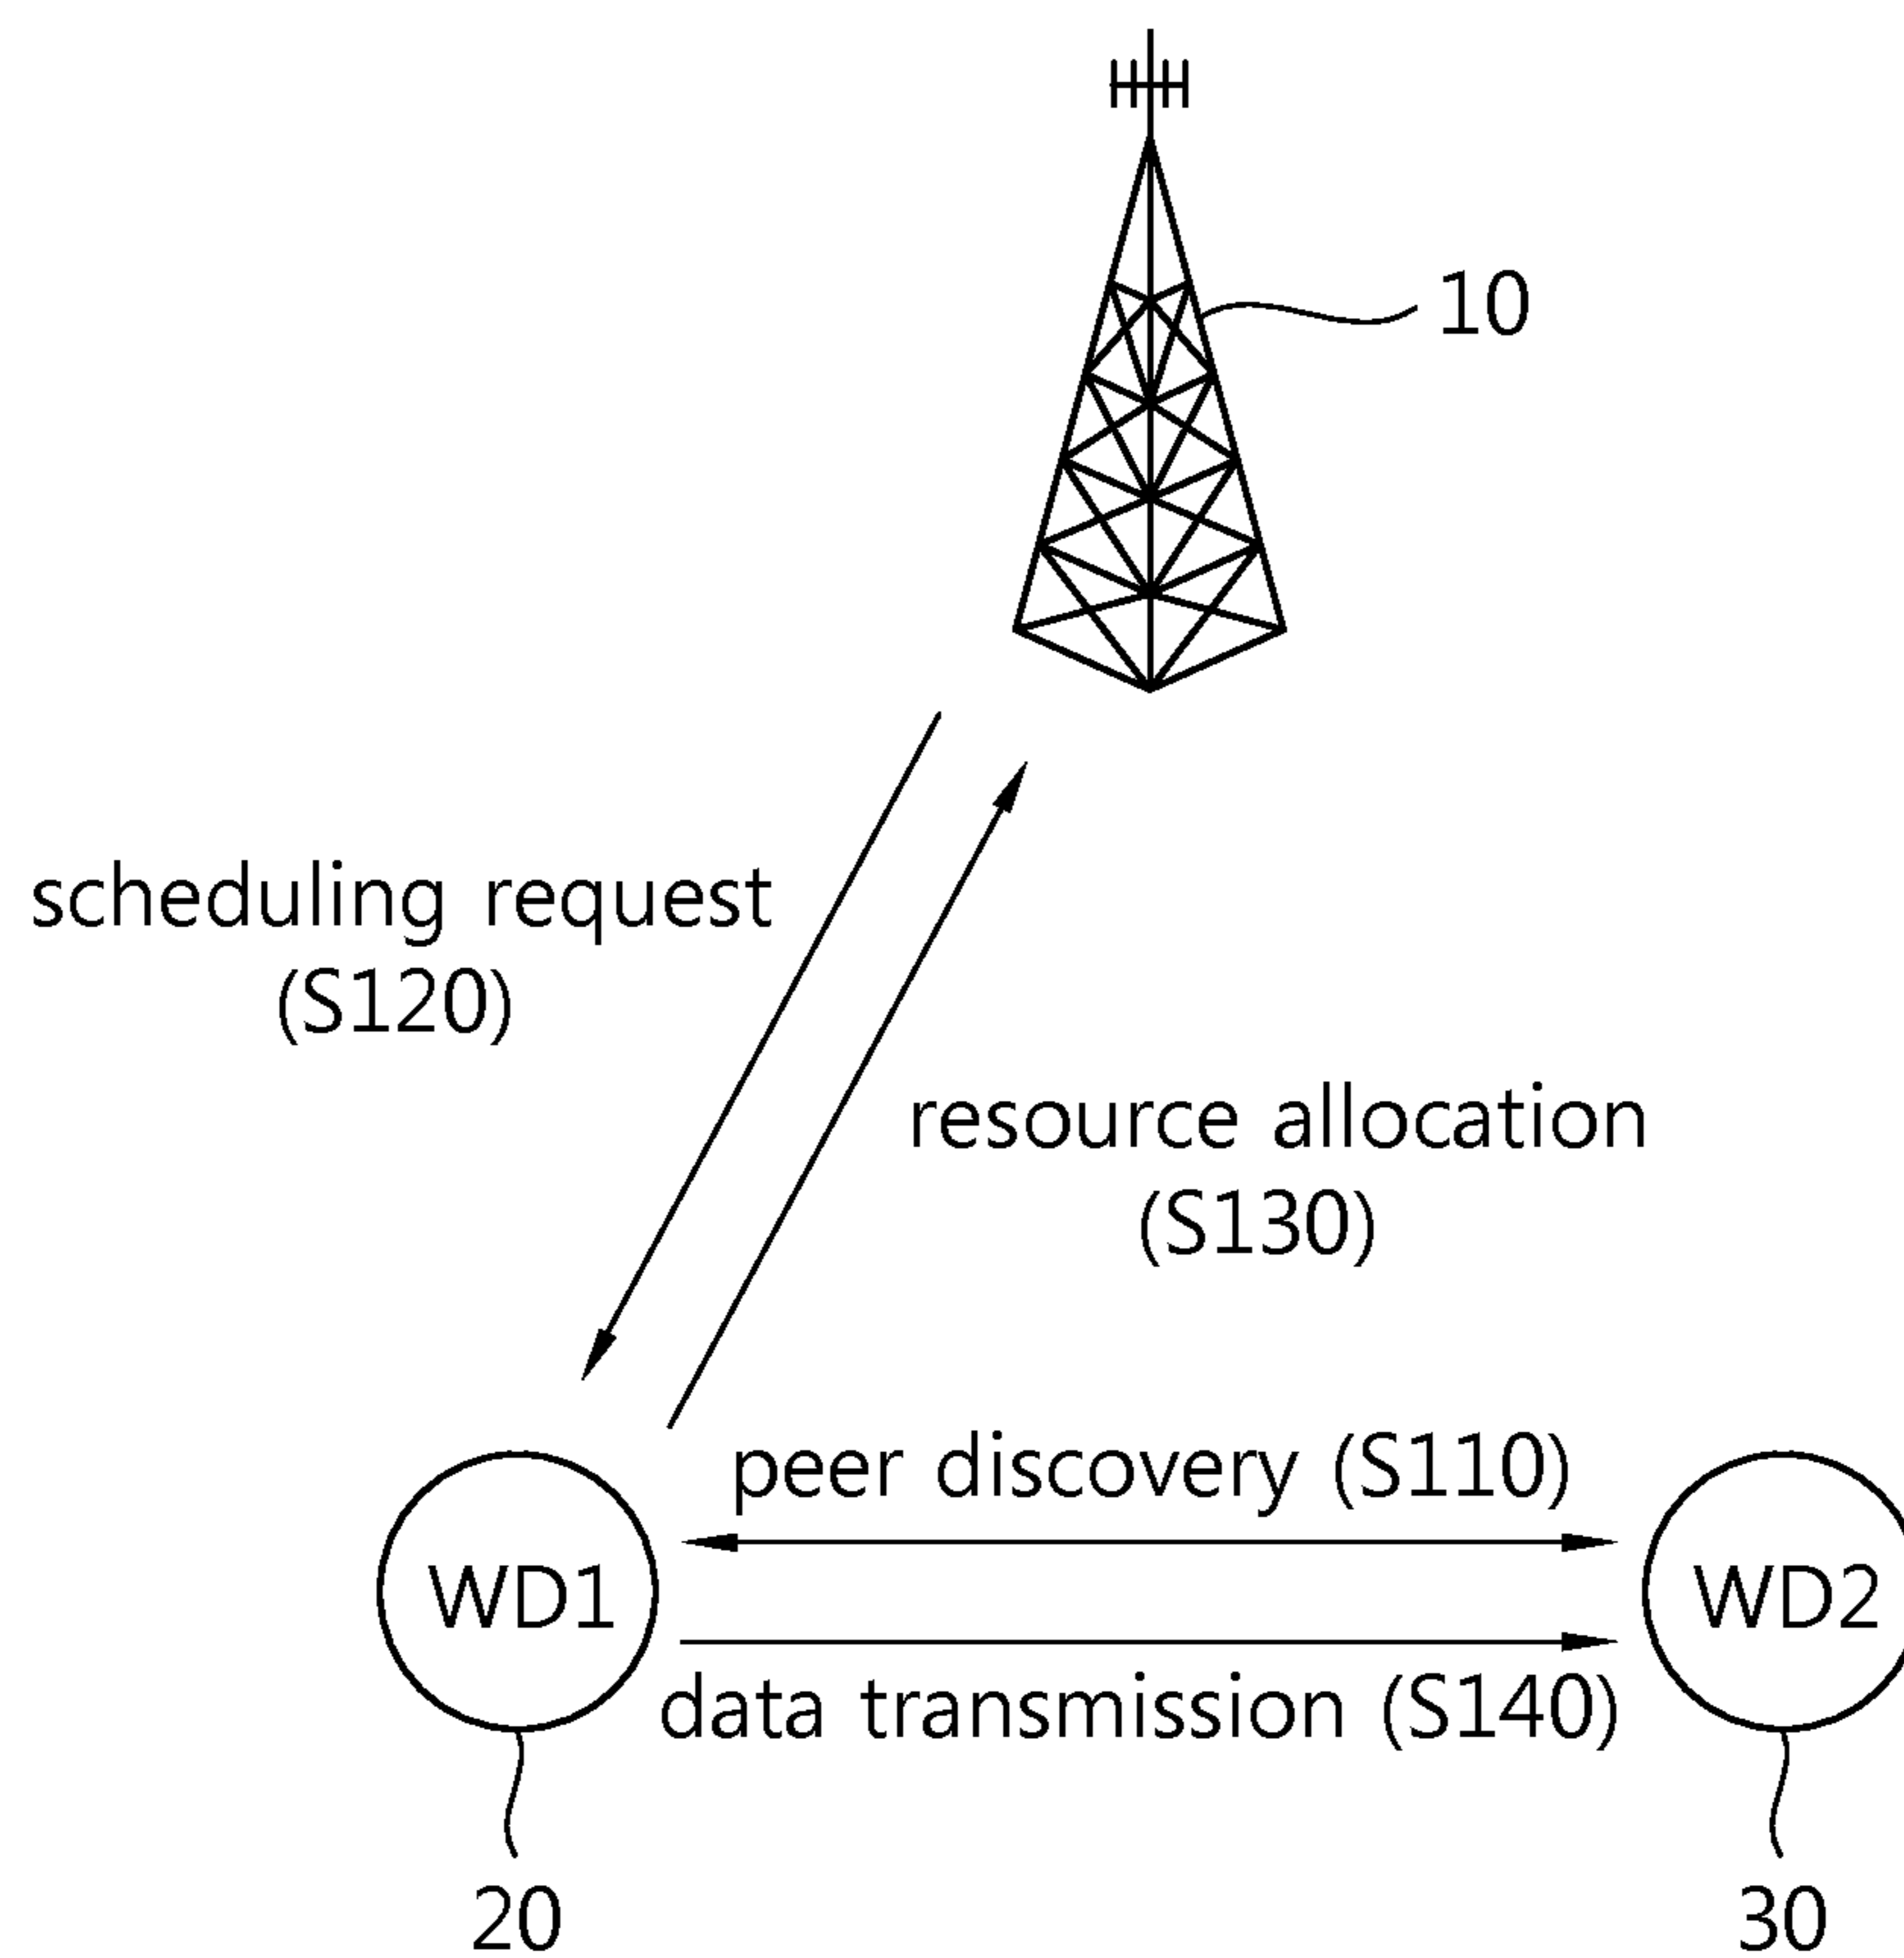 10
scheduling request
(S120)
resource allocation
(S130)
peer discovery (S110)
WD1
WD2
data transmission (S140)
20
30